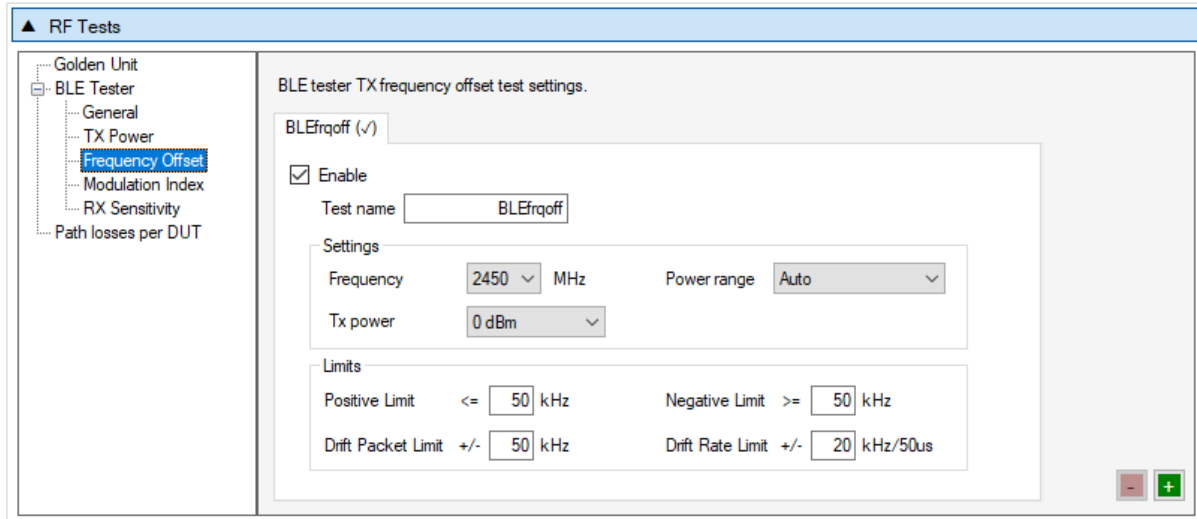 ▲ RF Tests
Golden Unit
BLE Tester
General
TX Power
Frequency Offset
Modulation Index
RX Sensitivity
Path losses per DUT
BLE tester TX frequency offset test settings.
BLEfrqoff (✓)
Enable
Test name BLEfrqoff
Settings
Frequency 2450 MHz Power range Auto
Tx power 0 dBm
Limits
Positive Limit <= 50 kHz Negative Limit >= 50 kHz
Drift Packet Limit +/- 50 kHz Drift Rate Limit +/- 20 kHz/50us
- +